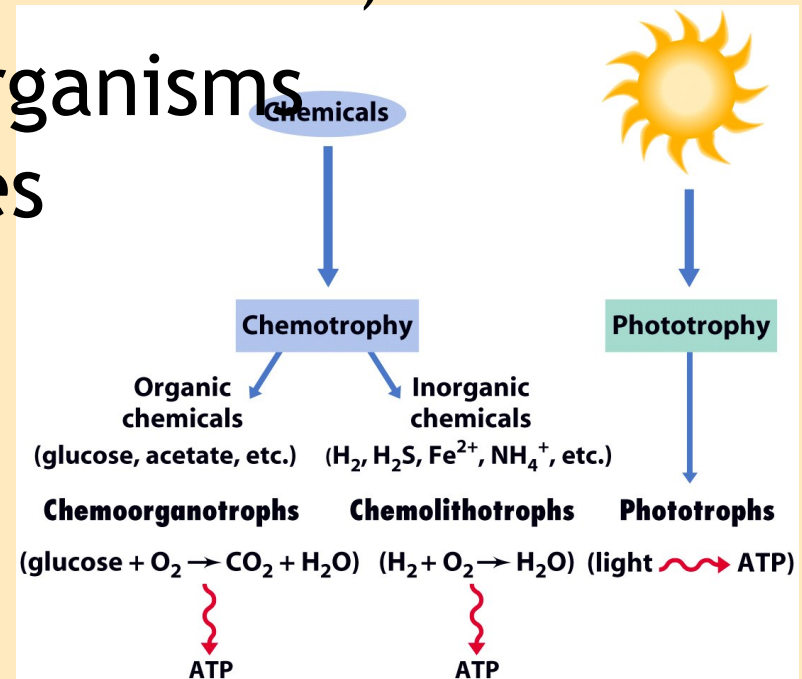 rganisms
es
Chemicals
Chemotrophy
Phototrophy
Organic
chemicals
(glucose, acetate, etc.)
Inorganic
chemicals
(H₂, H₂S, Fe²⁺, NH₄⁺, etc.)
Chemoorganotrophs
Chemolithotrophs
Phototrophs
(glucose + O₂ → CO₂ + H₂O)
(H₂ + O₂ → H₂O)
(light → ATP)
ATP
ATP